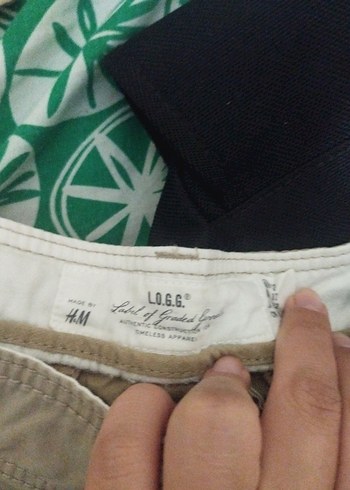 MADE BY
H&M
L.O.G.G.®
Label of Graded Goods
AUTHENTIC CONSTRUCTION
TIMELESS APPAREL